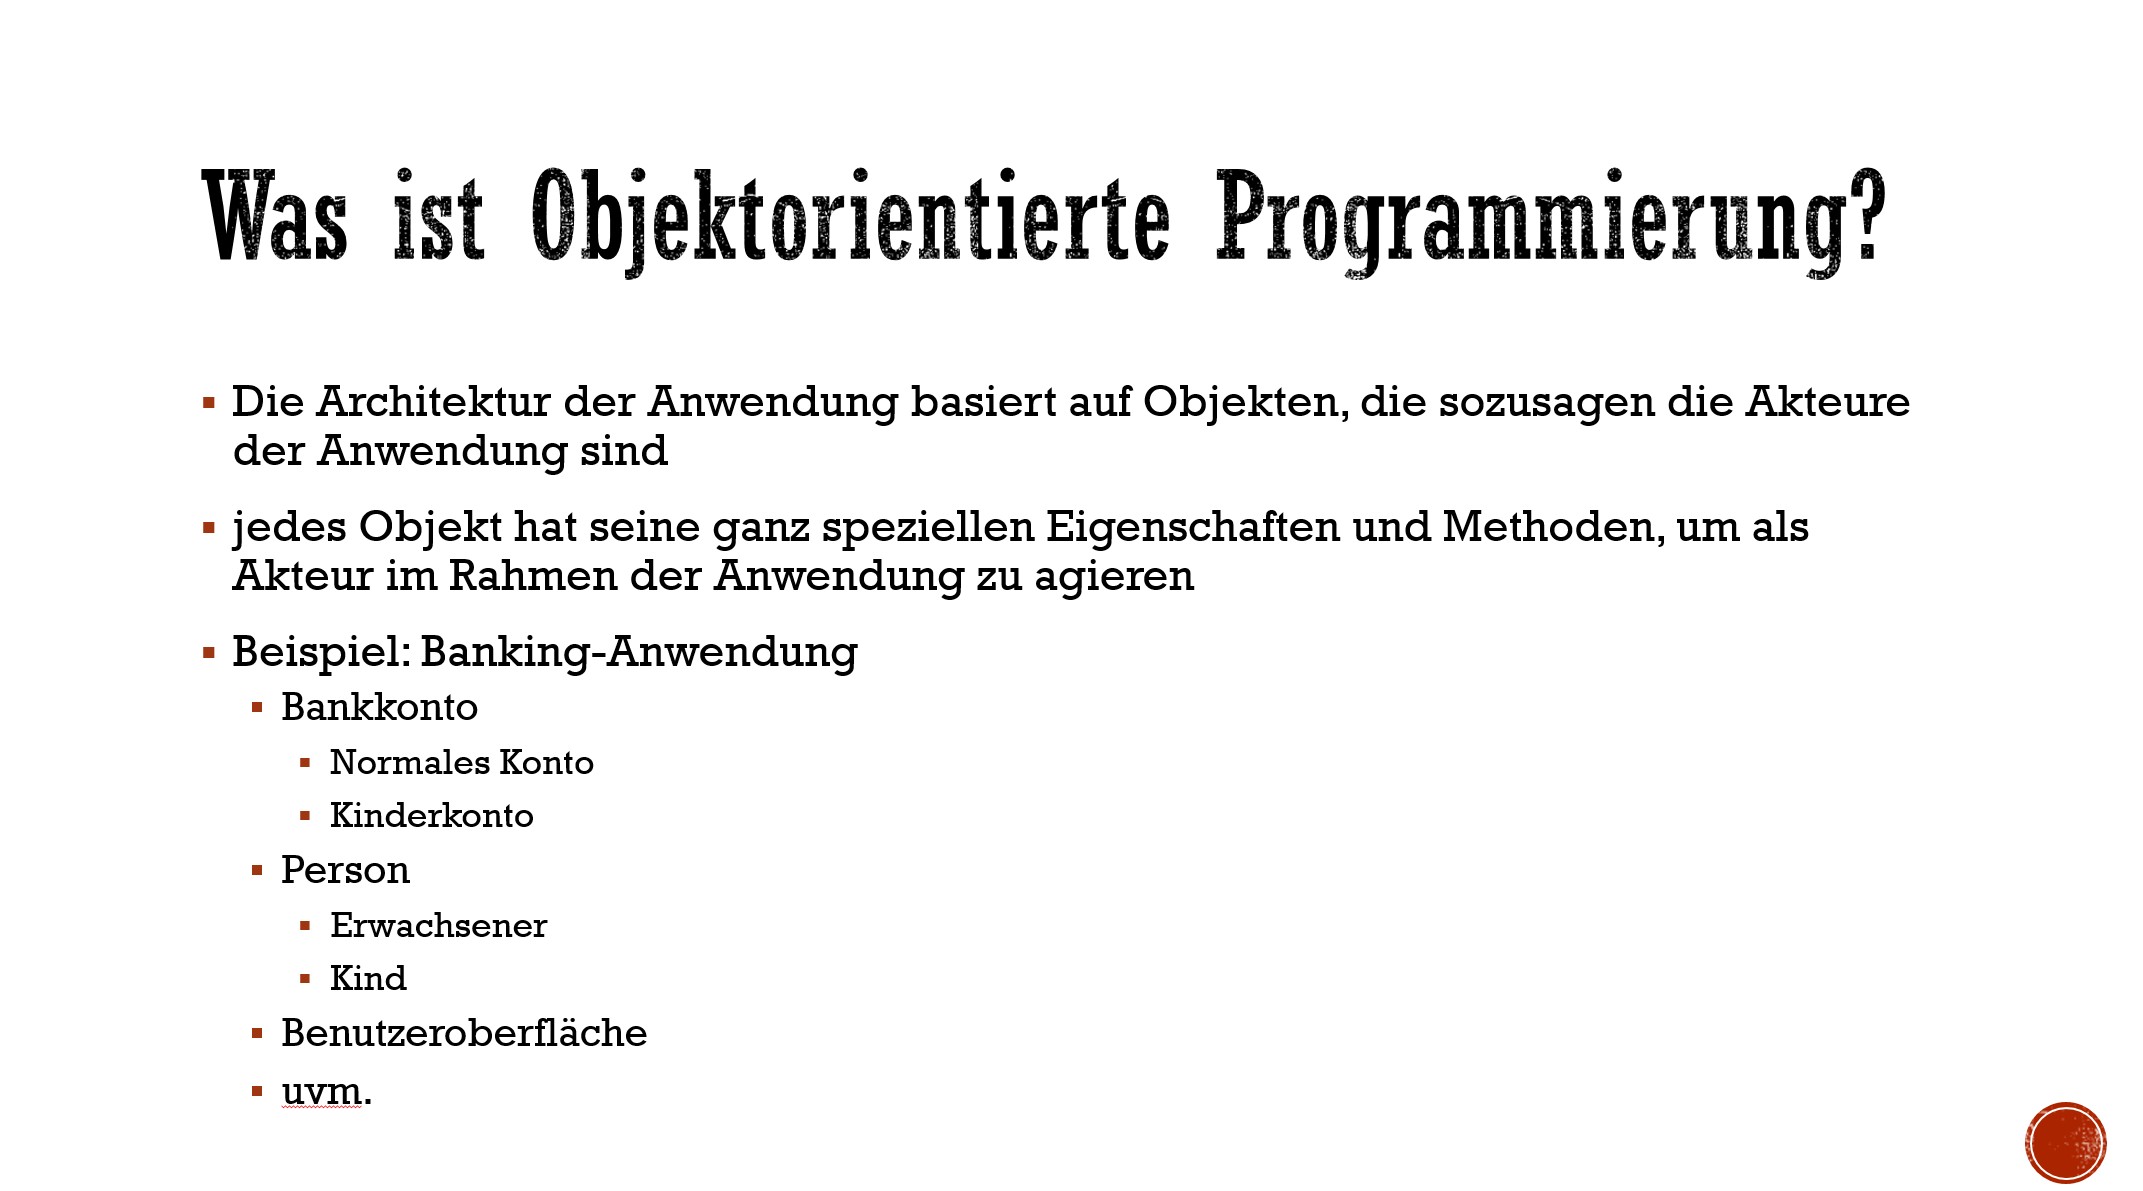 Was ist Objektorientierte Programmierung?
▪ Die Architektur der Anwendung basiert auf Objekten, die sozusagen die Akteure
der Anwendung sind
▪ jedes Objekt hat seine ganz speziellen Eigenschaften und Methoden, um als
Akteur im Rahmen der Anwendung zu agieren
▪ Beispiel: Banking-Anwendung
▪ Bankkonto
▪ Normales Konto
▪ Kinderkonto
▪ Person
▪ Erwachsener
▪ Kind
▪ Benutzeroberfläche
▪ uvm.